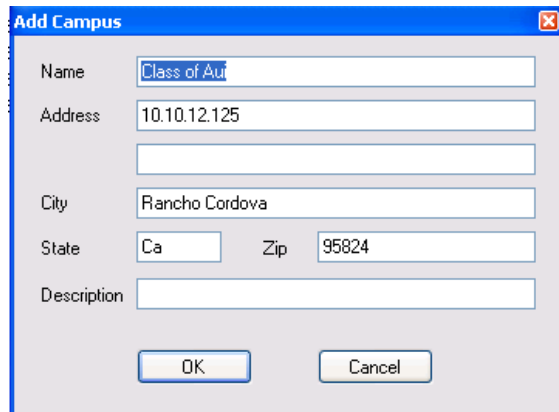 Add Campus
Name Class of Aui
Address 10.10.12.125
City Rancho Cordova
State Ca Zip 95824
Description
OK Cancel